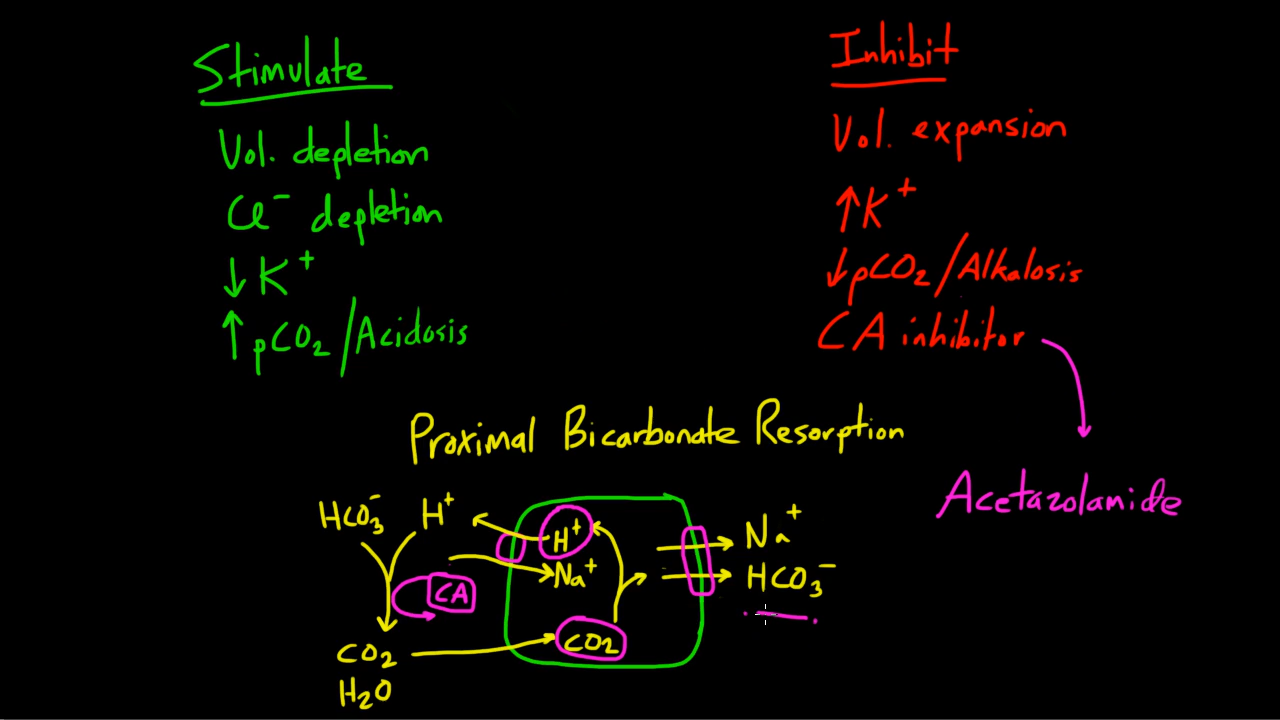 Stimulate
Vol. depletion
Cl⁻ depletion
↓ K⁺
↑ pCO₂/Acidosis
Inhibit
Vol. expansion
↑ K⁺
↓ pCO₂/Alkalosis
CA inhibitor
Acetazolamide
Proximal Bicarbonate Resorption
HCO₃⁻ H⁺
CA
CO₂
H₂O
H⁺
Na⁺
CO₂
Na⁺
HCO₃⁻